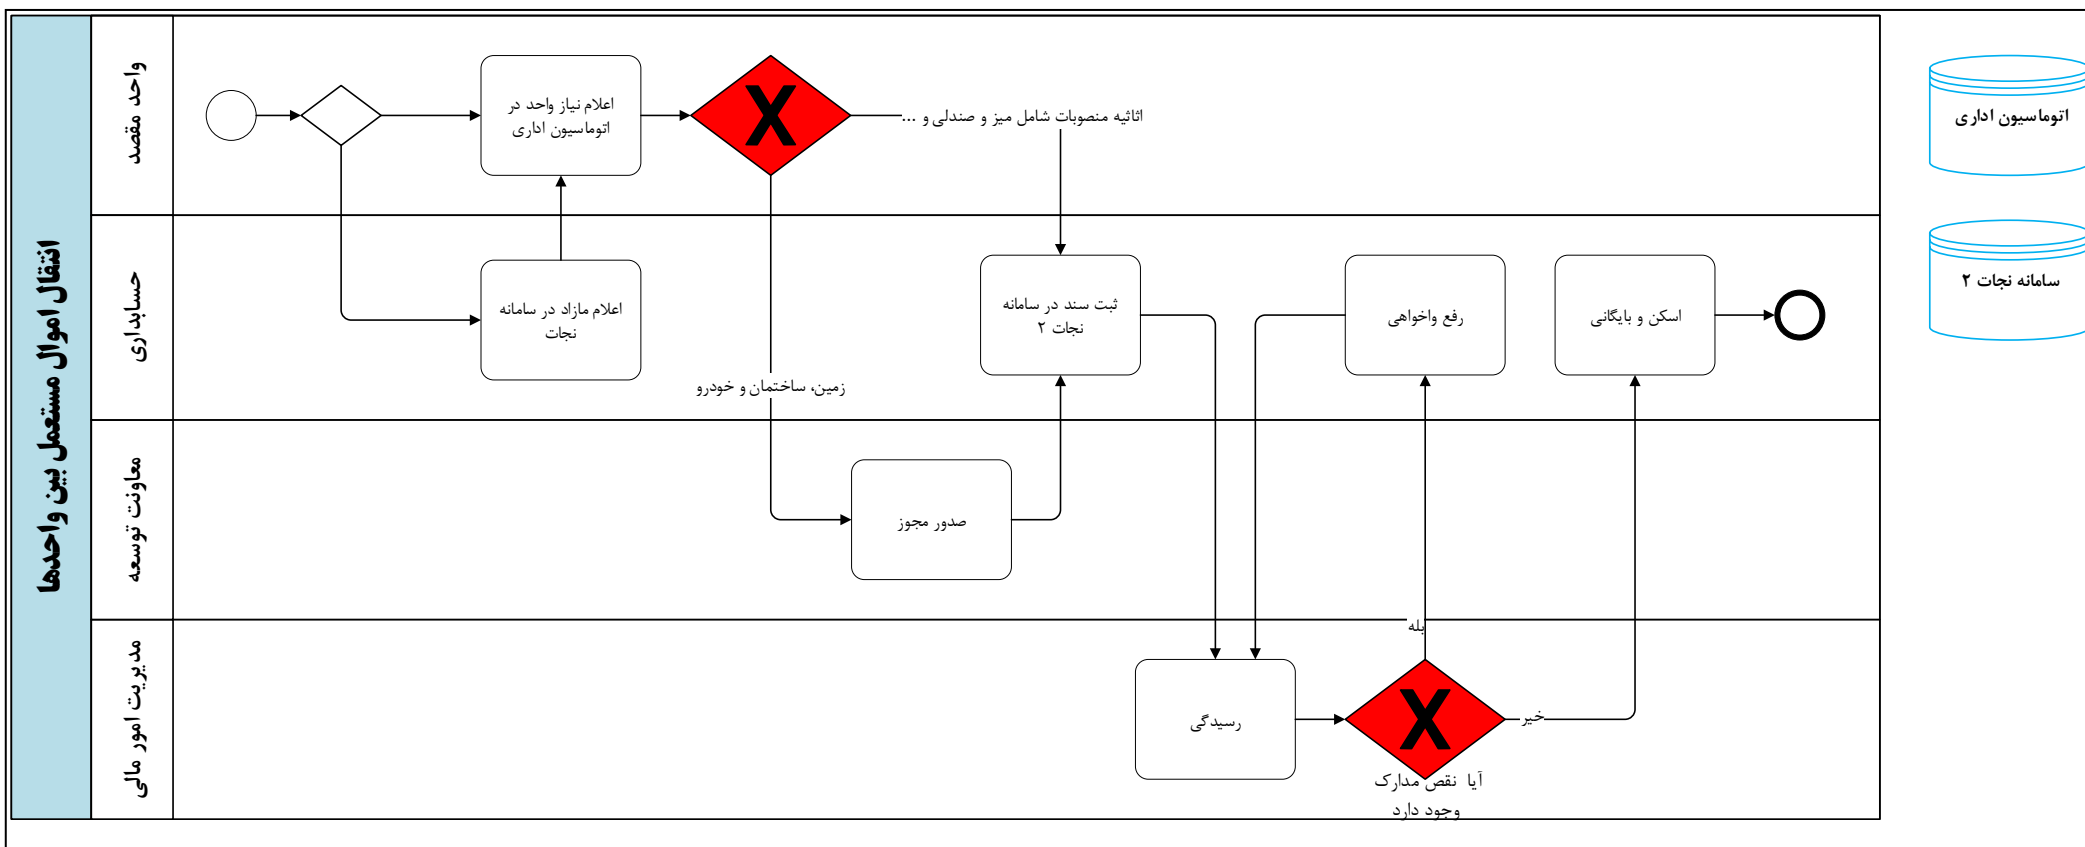 انتقال اموال مستعمل بین واحدها
واحد مقصد
اعلام نیاز واحد در
اتوماسیون اداری
اثاثیه منصوبات شامل میز و صندلی و ...
حسابداری
اعلام مازاد در سامانه
نجات
زمین، ساختمان و خودرو
ثبت سند در سامانه
نجات ۲
رفع واخواهی
اسکن و بایگانی
معاونت توسعه
صدور مجوز
مدیریت امور مالی
رسیدگی
بله
خیر
آیا نقص مدارک
وجود دارد
اتوماسیون اداری
سامانه نجات ۲